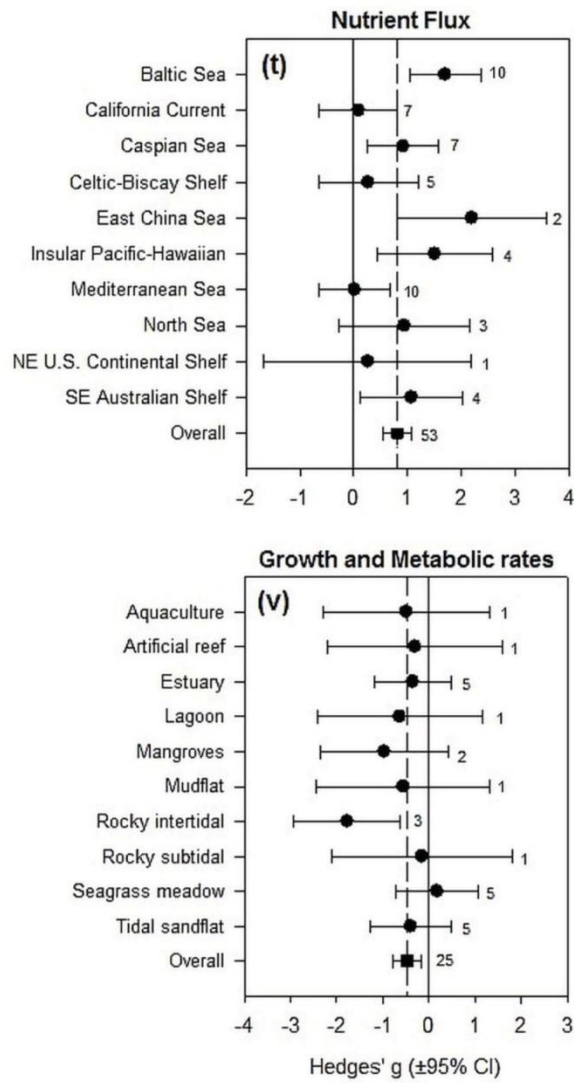 Nutrient Flux
(t)
Baltic Sea 10
California Current 7
Caspian Sea 7
Celtic-Biscay Shelf 5
East China Sea 2
Insular Pacific-Hawaiian 4
Mediterranean Sea 10
North Sea 3
NE U.S. Continental Shelf 1
SE Australian Shelf 4
Overall 53
-2 -1 0 1 2 3 4
Growth and Metabolic rates
(v)
Aquaculture 1
Artificial reef 1
Estuary 5
Lagoon 1
Mangroves 2
Mudflat 1
Rocky intertidal 3
Rocky subtidal 1
Seagrass meadow 5
Tidal sandflat 5
Overall 25
-4 -3 -2 -1 0 1 2 3
Hedges' g (±95% CI)